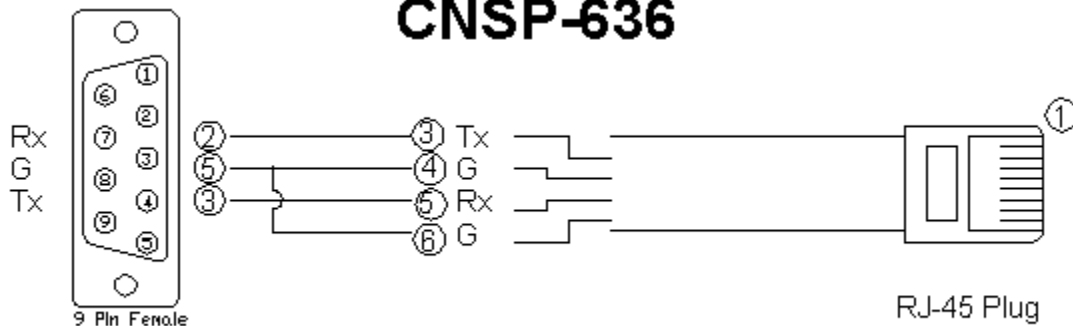 CNSP-636
①
⑥
②
⑦
③
⑧
④
⑨
⑤
Rx ② ③ Tx
G ⑤ ④ G
Tx ③ ⑤ Rx
⑥ G
①
9 Pin Female
RJ-45 Plug